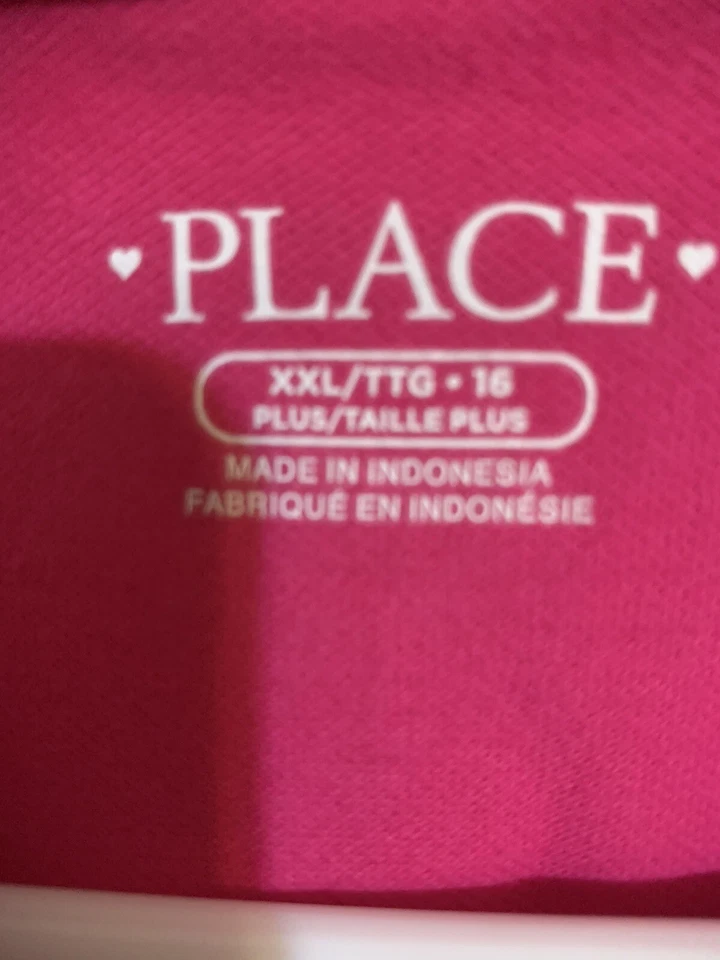 PLACE
XXL/TTG • 16
PLUS/TAILLE PLUS
MADE IN INDONESIA
FABRIQUÉ EN INDONÉSIE